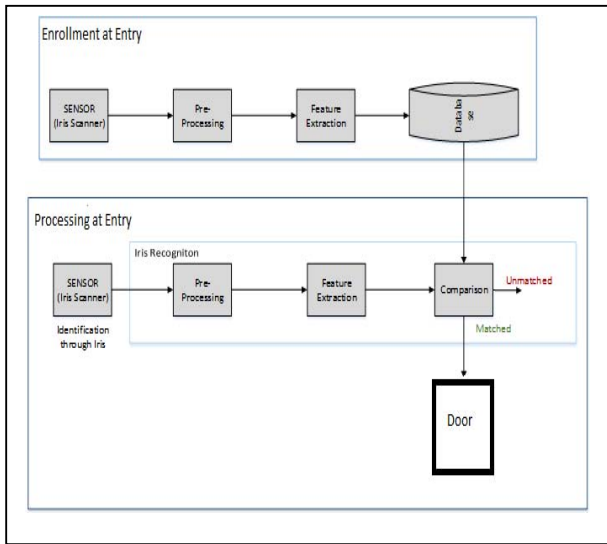 Enrollment at Entry
SENSOR
(Iris Scanner)
Pre-
Processing
Feature
Extraction
Databa
se
Processing at Entry
Iris Recogniton
SENSOR
(Iris Scanner)
Pre-
Processing
Feature
Extraction
Comparison
Unmatched
Identification
through Iris
Matched
Door